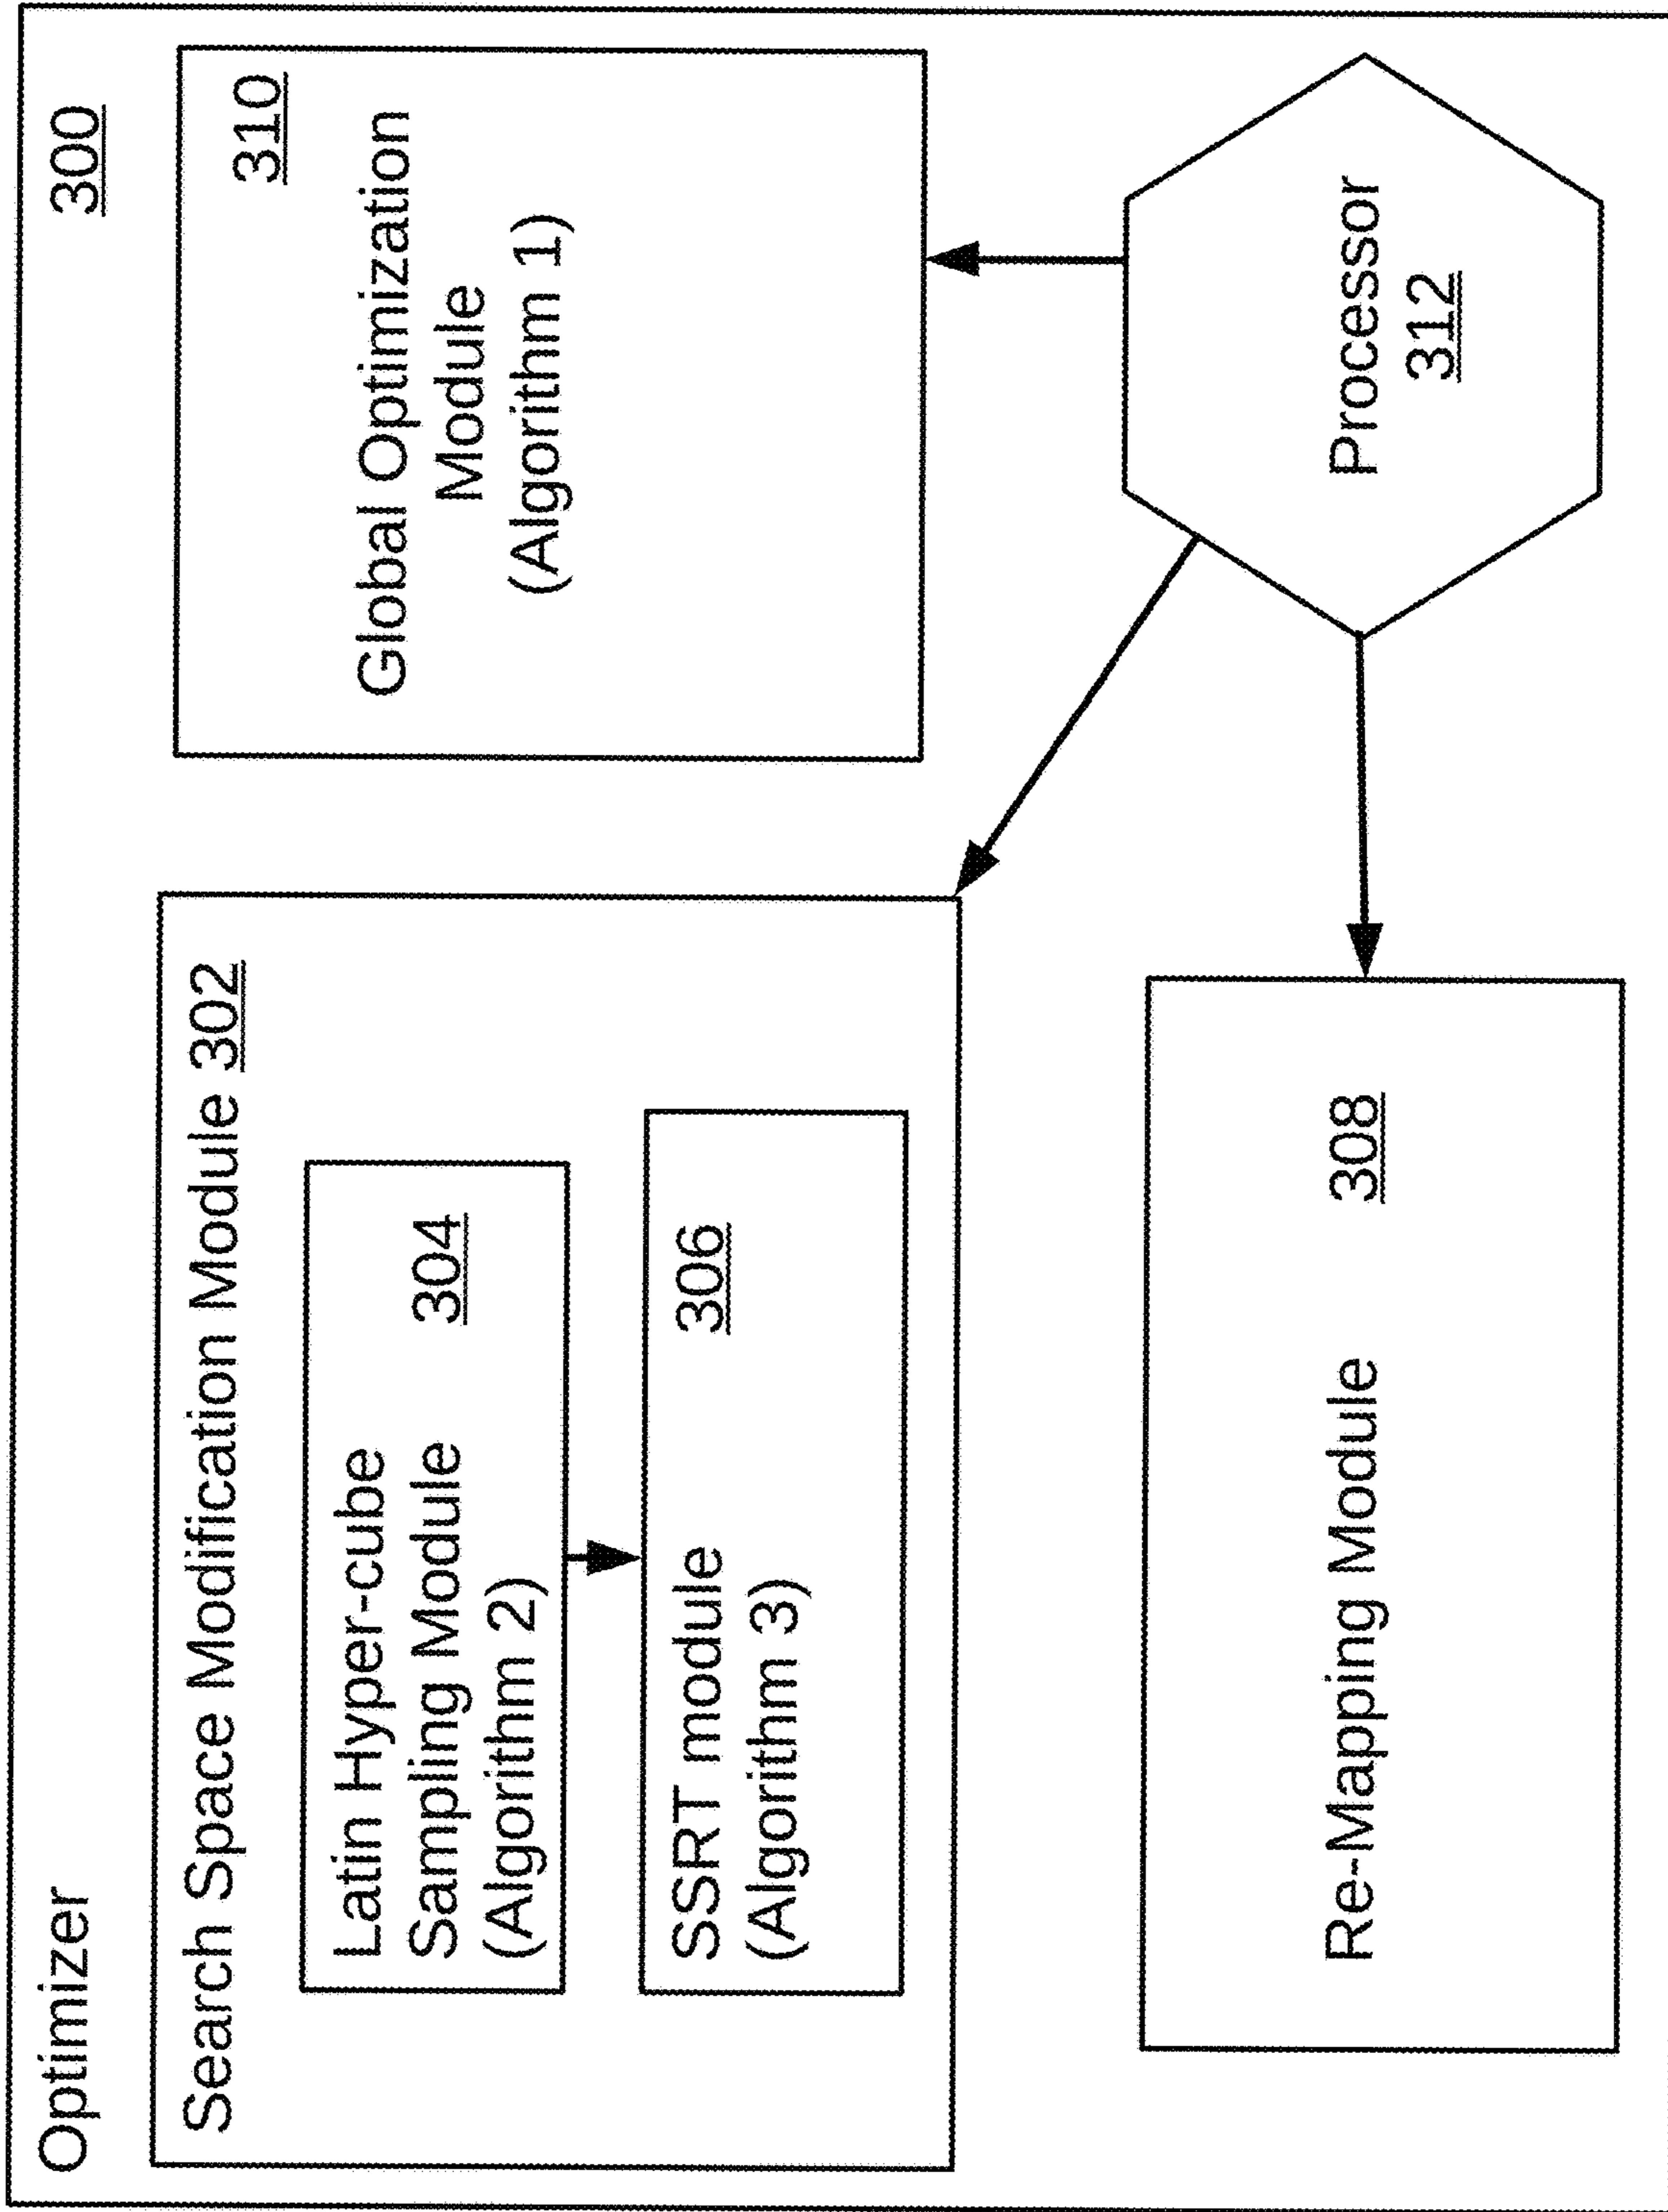 Optimizer
300
Search Space Modification Module 302
Latin Hyper-cube
Sampling Module 304
(Algorithm 2)
SSRT module 306
(Algorithm 3)
310
Global Optimization
Module
(Algorithm 1)
Re-Mapping Module 308
Processor
312